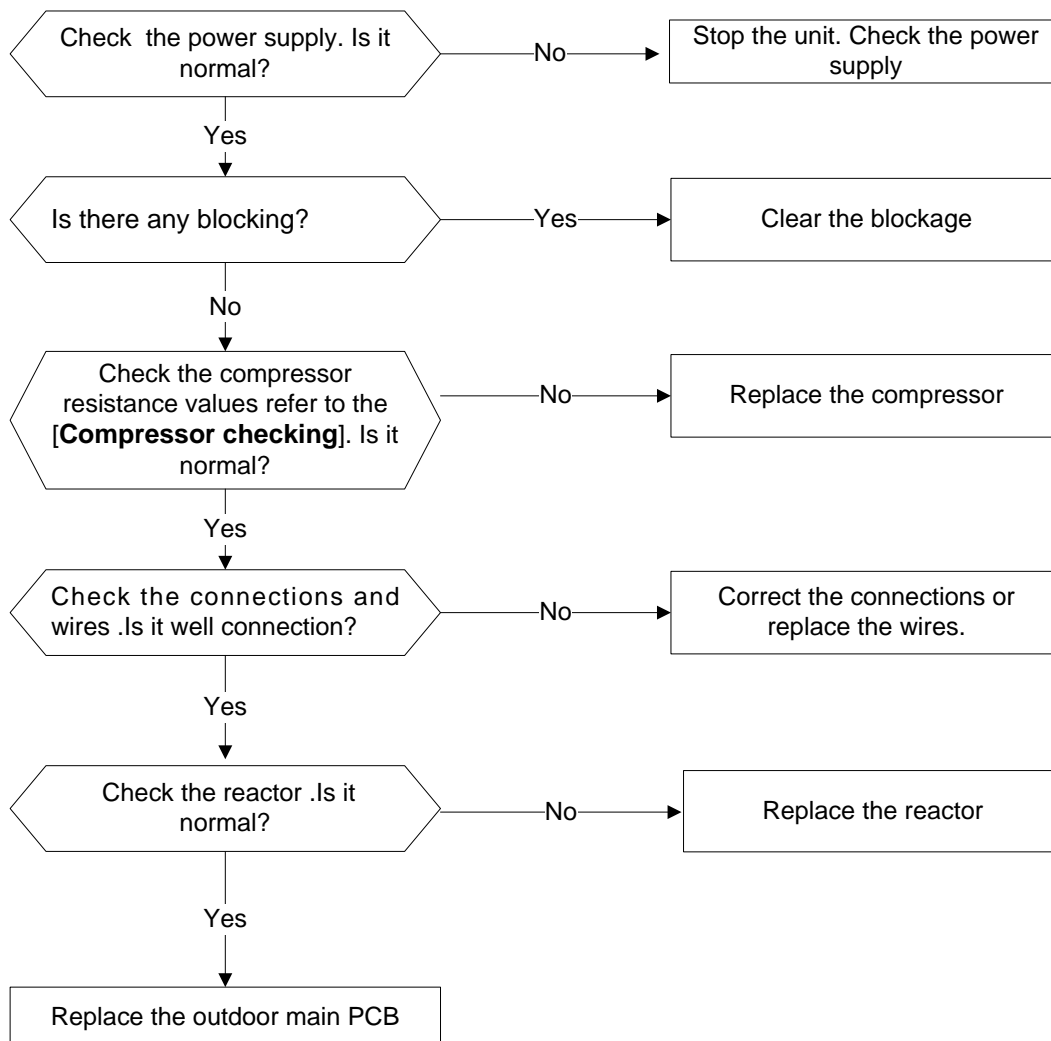 Check the power supply. Is it
normal?
No
Stop the unit. Check the power
supply
Yes
Is there any blocking?
Yes
Clear the blockage
No
Check the compressor
resistance values refer to the
[Compressor checking]. Is it
normal?
No
Replace the compressor
Yes
Check the connections and
wires .Is it well connection?
No
Correct the connections or
replace the wires.
Yes
Check the reactor .Is it
normal?
No
Replace the reactor
Yes
Replace the outdoor main PCB